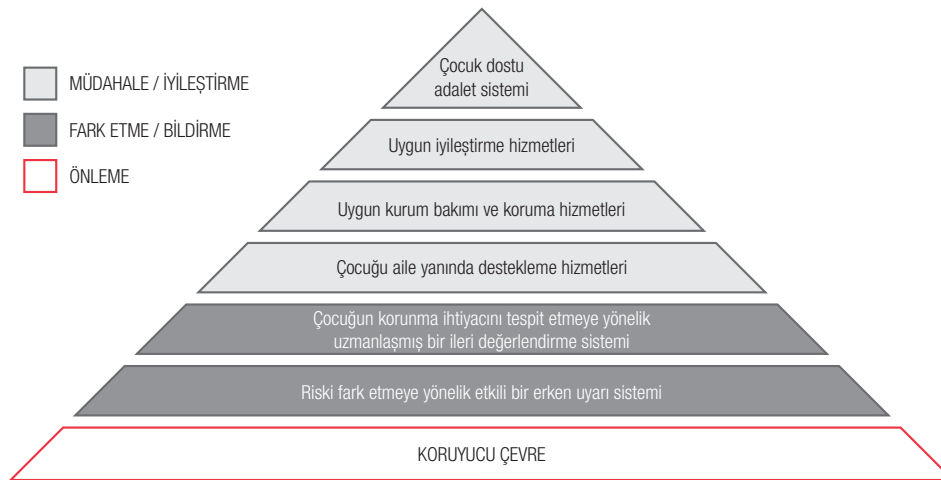 MÜDAHALE / İYİLEŞTİRME
FARK ETME / BİLDİRME
ÖNLEME
Çocuk dostu
adalet sistemi
Uygun iyileştirme hizmetleri
Uygun kurum bakımı ve koruma hizmetleri
Çocuğu aile yanında destekleme hizmetleri
Çocuğun korunma ihtiyacını tespit etmeye yönelik
uzmanlaşmış bir ileri değerlendirme sistemi
Riski fark etmeye yönelik etkili bir erken uyarı sistemi
KORUYUCU ÇEVRE